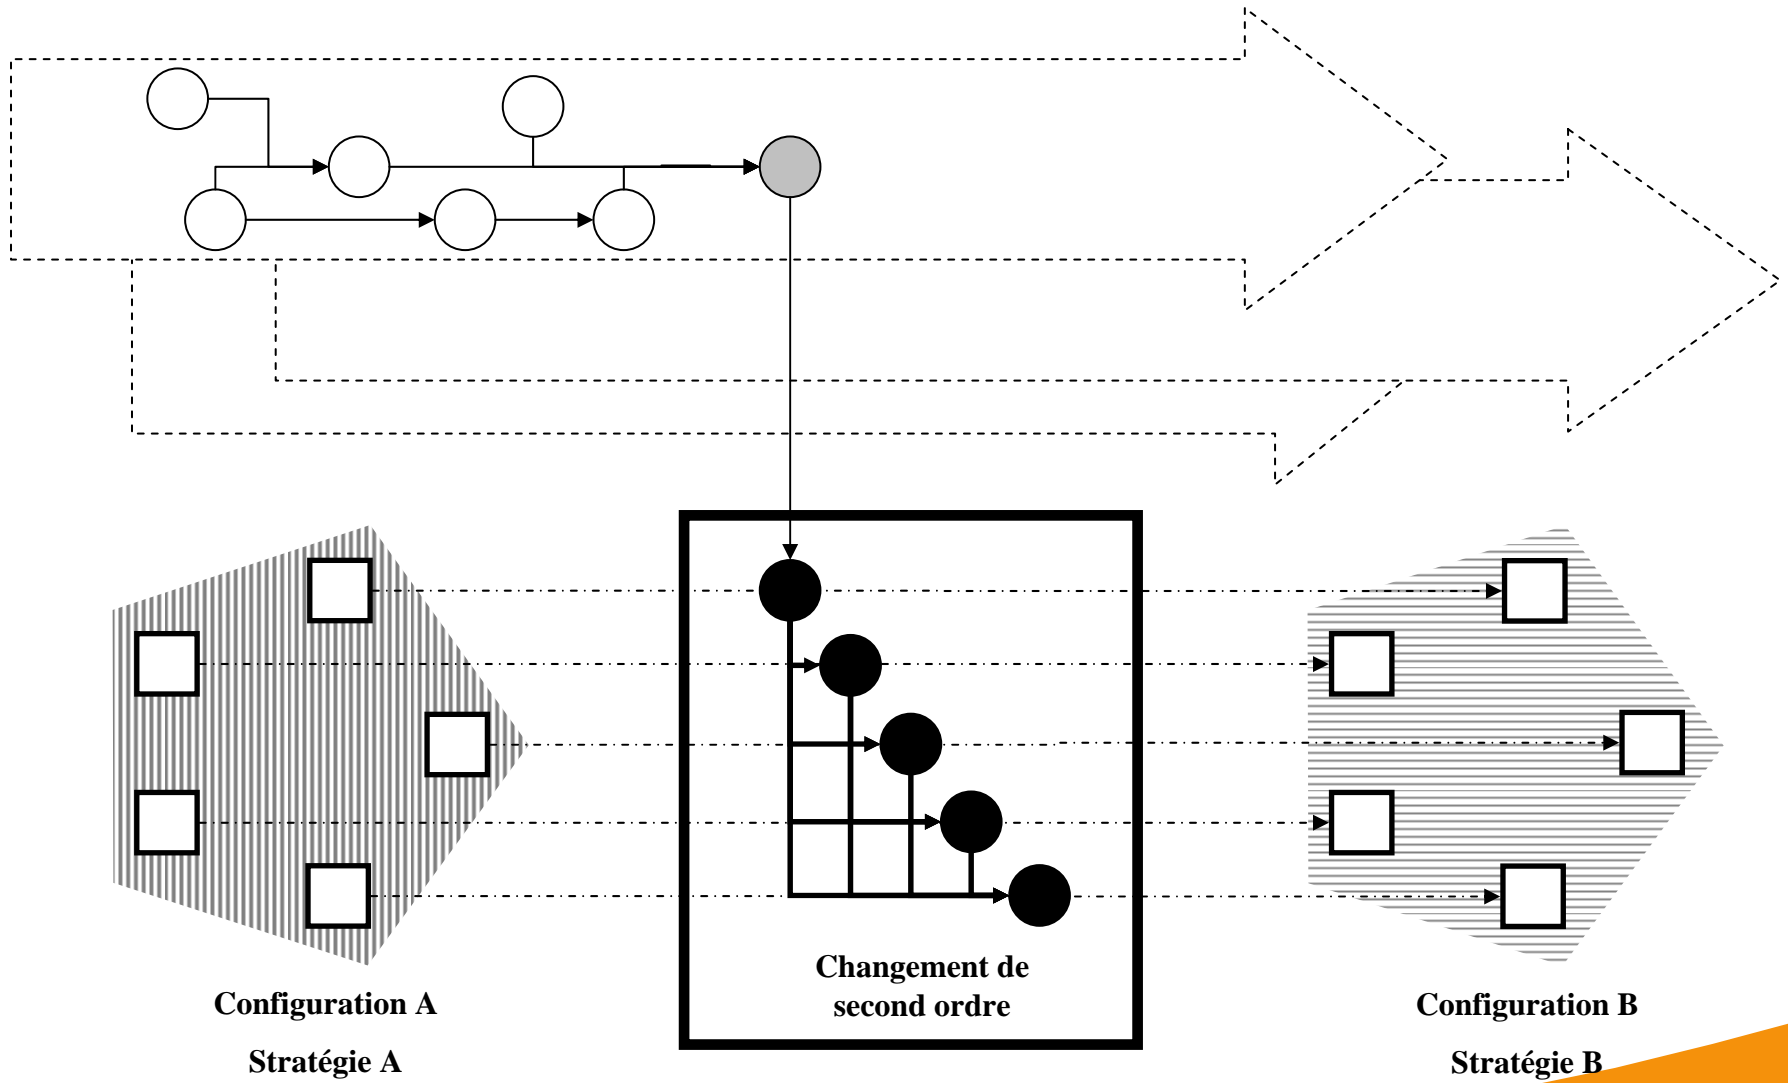 Changement de
second ordre
Configuration A
Stratégie A
Configuration B
Stratégie B